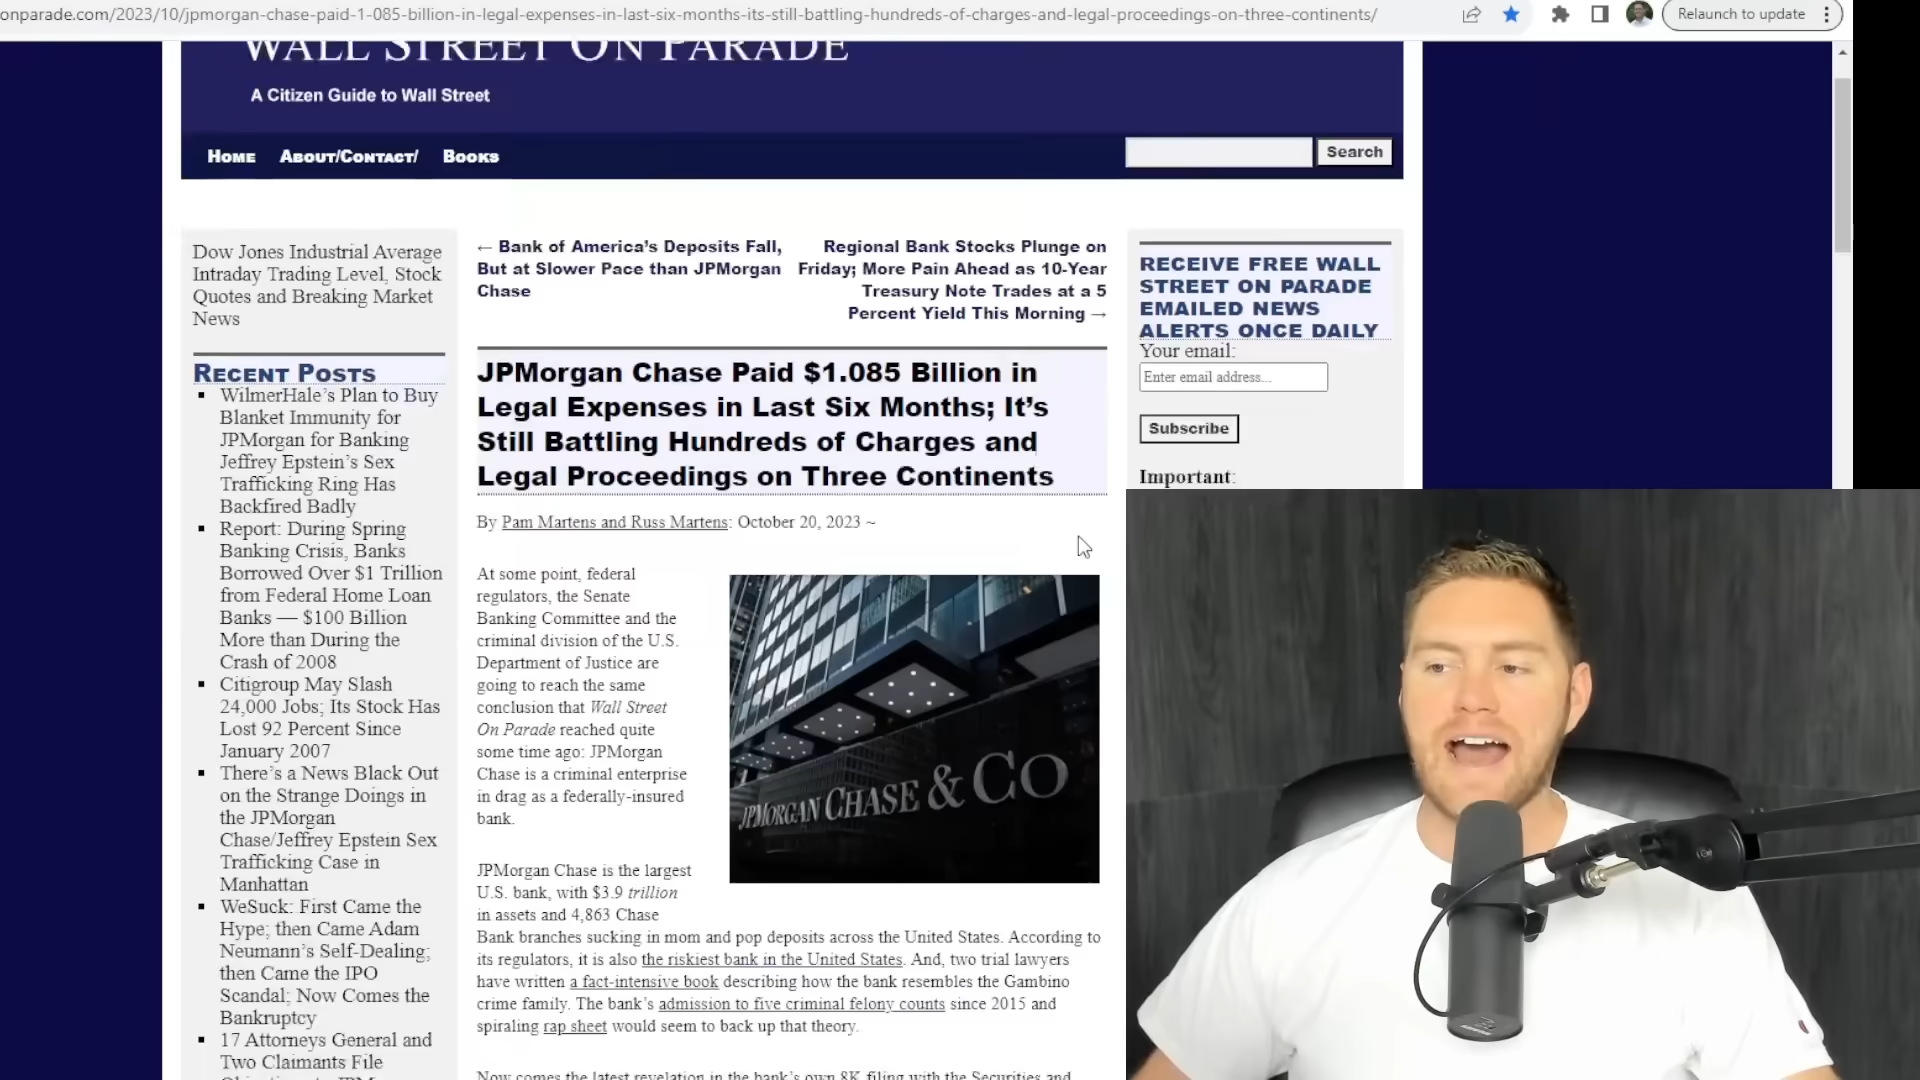 onparade.com/2023/10/jpmorgan-chase-paid-1-085-billion-in-legal-expenses-in-last-six-months-its-still-battling-hundreds-of-charges-and-legal-proceedings-on-three-continents/
Relaunch to update
WALL STREET ON PARADE
A Citizen Guide to Wall Street
HOME ABOUT/CONTACT/ BOOKS
Search
Dow Jones Industrial Average
Intraday Trading Level, Stock
Quotes and Breaking Market
News
RECENT POSTS
WilmerHale's Plan to Buy
Blanket Immunity for
JPMorgan for Banking
Jeffrey Epstein's Sex
Trafficking Ring Has
Backfired Badly
Report: During Spring
Banking Crisis, Banks
Borrowed Over $1 Trillion
from Federal Home Loan
Banks — $100 Billion
More than During the
Crash of 2008
Citigroup May Slash
24,000 Jobs; Its Stock Has
Lost 92 Percent Since
January 2007
There's a News Black Out
on the Strange Doings in
the JPMorgan
Chase/Jeffrey Epstein Sex
Trafficking Case in
Manhattan
WeSuck: First Came the
Hype; then Came Adam
Neumann's Self-Dealing;
then Came the IPO
Scandal; Now Comes the
Bankruptcy
17 Attorneys General and
Two Claimants File
← Bank of America's Deposits Fall,
But at Slower Pace than JPMorgan
Chase
Regional Bank Stocks Plunge on
Friday; More Pain Ahead as 10-Year
Treasury Note Trades at a 5
Percent Yield This Morning →
JPMorgan Chase Paid $1.085 Billion in
Legal Expenses in Last Six Months; It's
Still Battling Hundreds of Charges and
Legal Proceedings on Three Continents
By Pam Martens and Russ Martens: October 20, 2023 ~
At some point, federal
regulators, the Senate
Banking Committee and the
criminal division of the U.S.
Department of Justice are
going to reach the same
conclusion that Wall Street
On Parade reached quite
some time ago: JPMorgan
Chase is a criminal enterprise
in drag as a federally-insured
bank.
JPMORGAN CHASE & CO
JPMorgan Chase is the largest
U.S. bank, with $3.9 trillion
in assets and 4,863 Chase
Bank branches sucking in mom and pop deposits across the United States. According to
its regulators, it is also the riskiest bank in the United States. And, two trial lawyers
have written a fact-intensive book describing how the bank resembles the Gambino
crime family. The bank's admission to five criminal felony counts since 2015 and
spiraling rap sheet would seem to back up that theory.
Now comes the latest revelation in the bank's own 8K filing with the Securities and
RECEIVE FREE WALL
STREET ON PARADE
EMAILED NEWS
ALERTS ONCE DAILY
Your email:
Enter email address...
Subscribe
Important: